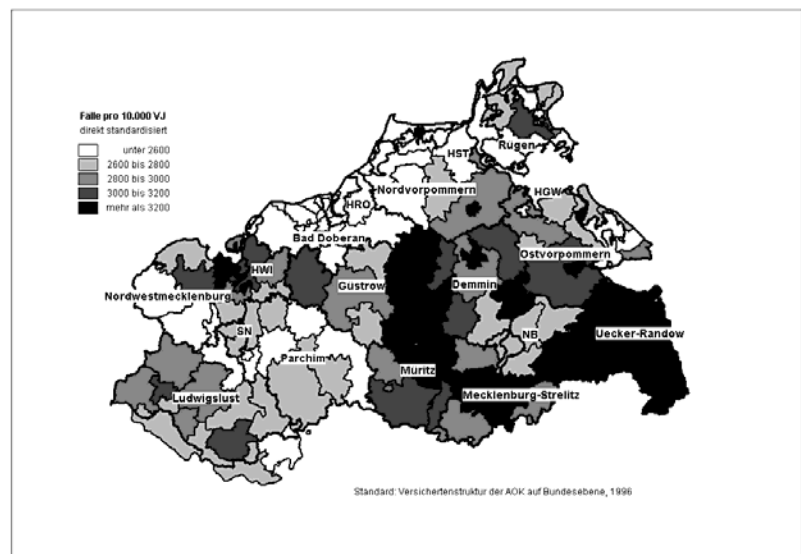 Fälle pro 10.000 VJ
direkt standardisiert
unter 2600
2600 bis 2800
2800 bis 3000
3000 bis 3200
mehr als 3200
Rügen
HST
Nordvorpommern
HGW
HRO
Bad Doberan
Ostvorpommern
HWI
Nordwestmecklenburg
Güstrow
Demmin
SN
NB
Uecker-Randow
Parchim
Müritz
Ludwigslust
Mecklenburg-Strelitz
Standard: Versichertenstruktur der AOK auf Bundesebene, 1996